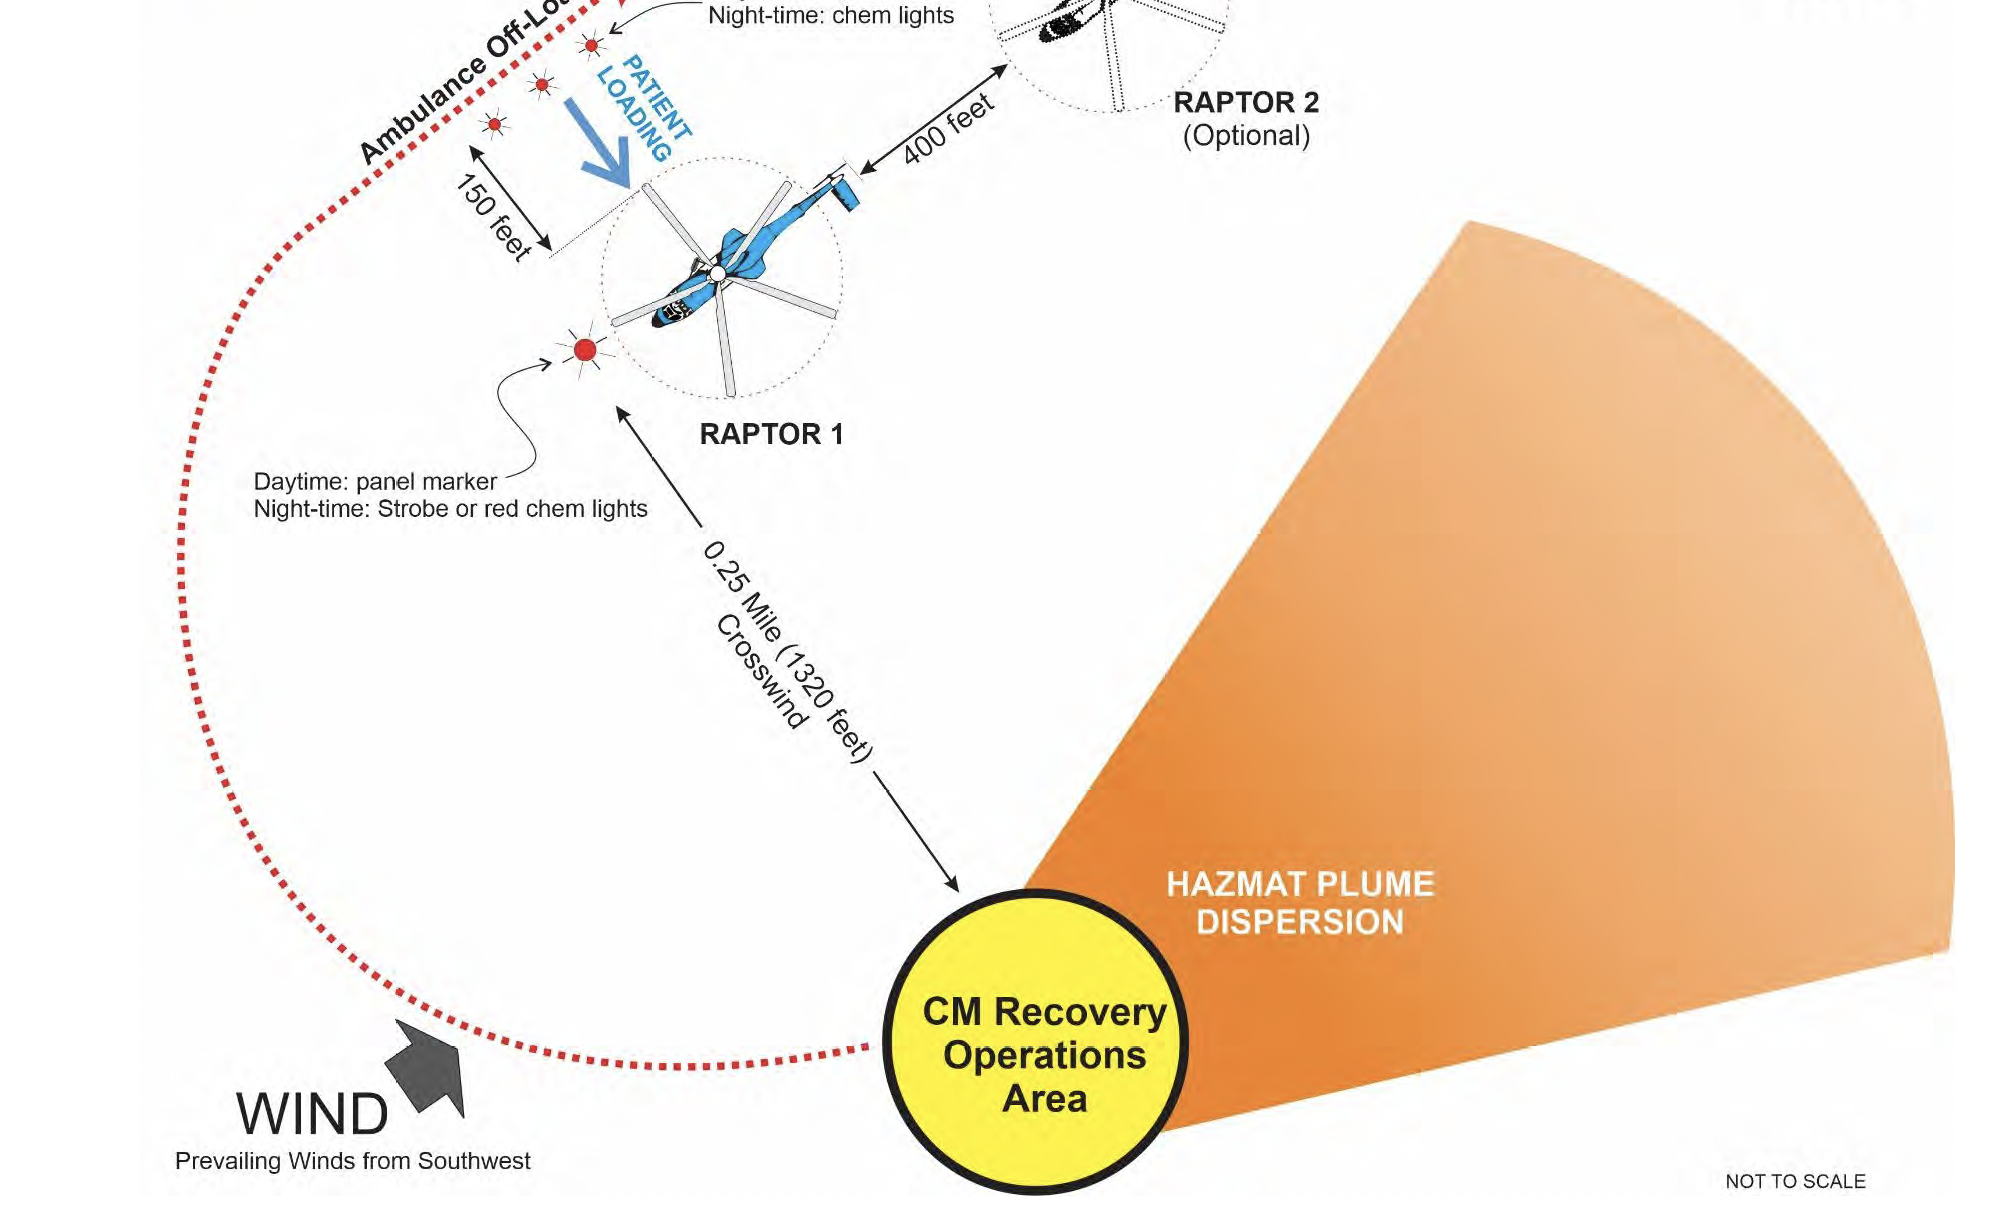 Night-time: chem lights
Ambulance
PATIENT
LOADING
400 feet
RAPTOR 2
(Optional)
150 feet
RAPTOR 1
Daytime: panel marker
Night-time: Strobe or red chem lights
0.25 Mile (1320 feet)
Crosswind
HAZMAT PLUME
DISPERSION
CM Recovery
Operations
Area
WIND
Prevailing Winds from Southwest
NOT TO SCALE